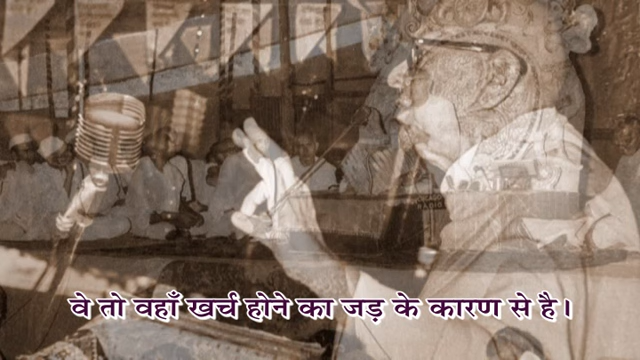 वे तो वहाँ खर्च होने का जड़ के कारण से है।